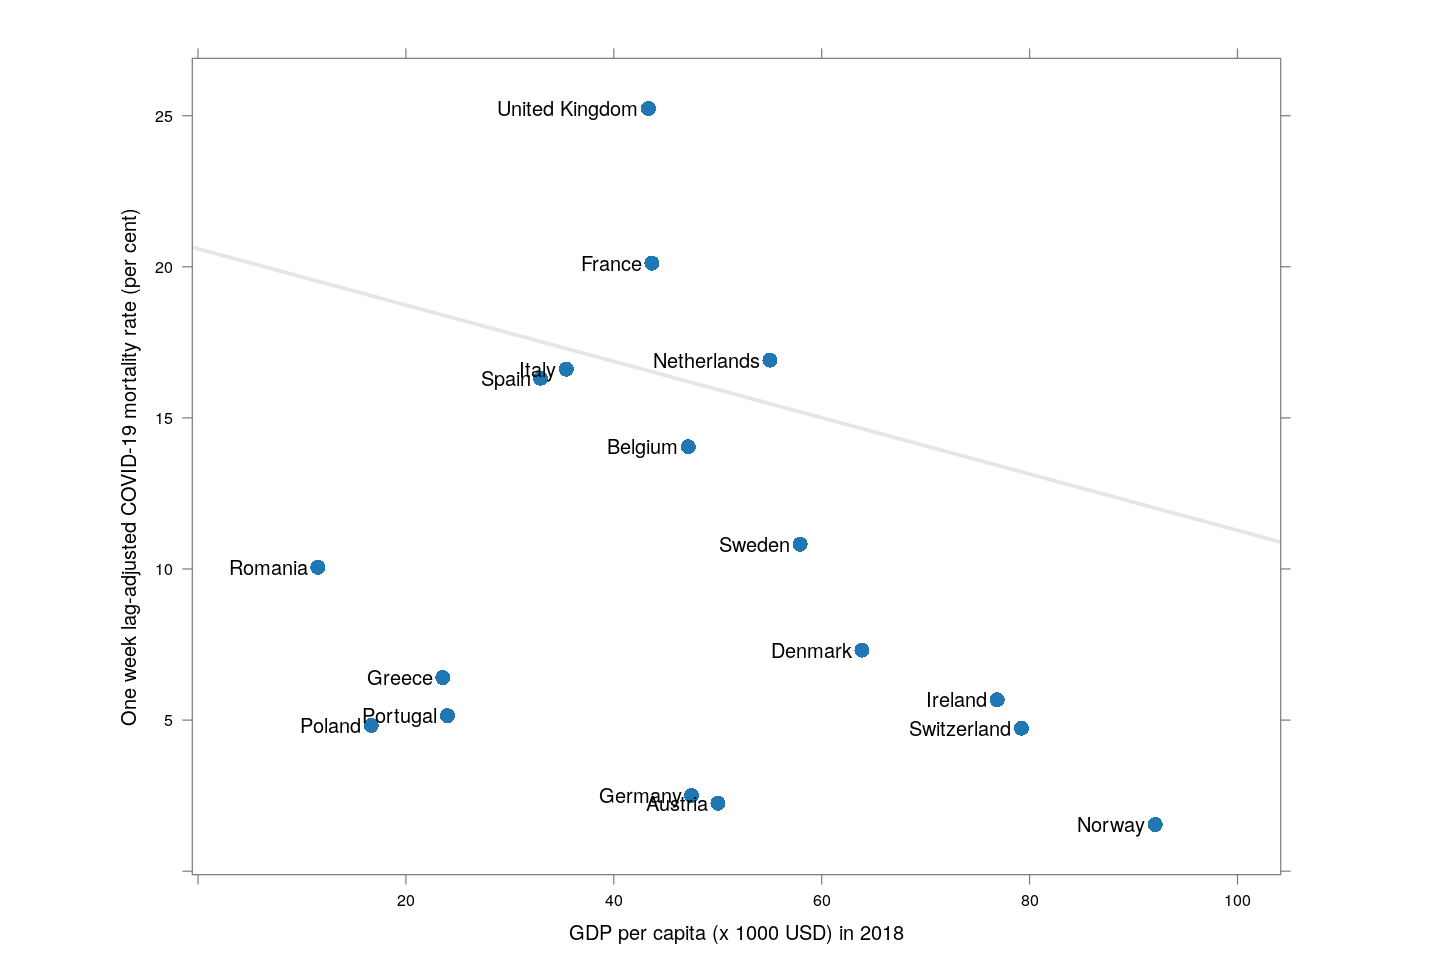 United Kingdom
25
One week lag-adjusted COVID-19 mortality rate (per cent)
France
20
Netherlands
Italy
Spain
15
Belgium
Sweden
Romania
10
Denmark
Greece
Ireland
Portugal
5
Poland
Switzerland
Germany
Austria
Norway
20 40 60 80 100
GDP per capita (x 1000 USD) in 2018